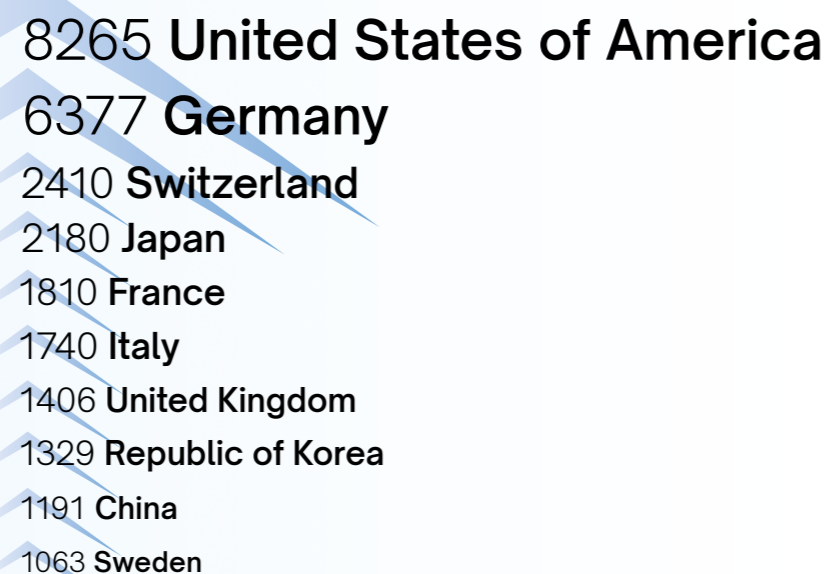 8265 United States of America
6377 Germany
2410 Switzerland
2180 Japan
1810 France
1740 Italy
1406 United Kingdom
1329 Republic of Korea
1191 China
1063 Sweden